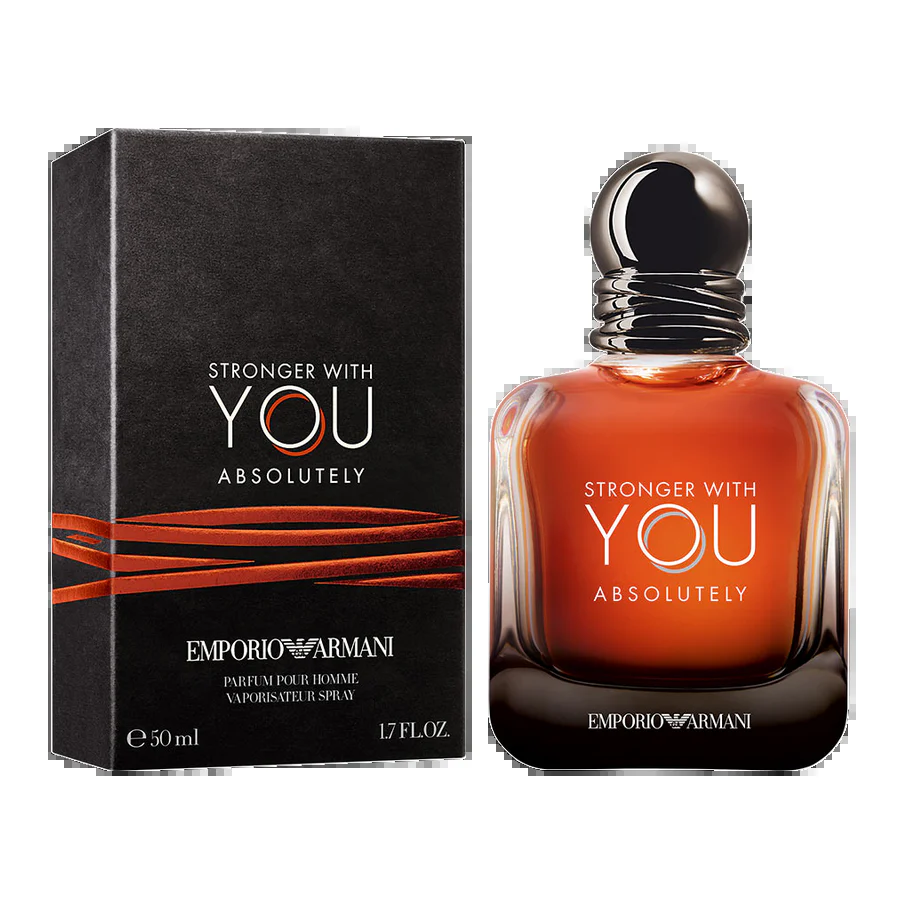 STRONGER WITH
YOU
ABSOLUTELY
EMPORIO ARMANI
PARFUM POUR HOMME
VAPORISATEUR SPRAY
℮ 50 ml
1.7 FL.OZ.
STRONGER WITH
YOU
ABSOLUTELY
EMPORIO ARMANI